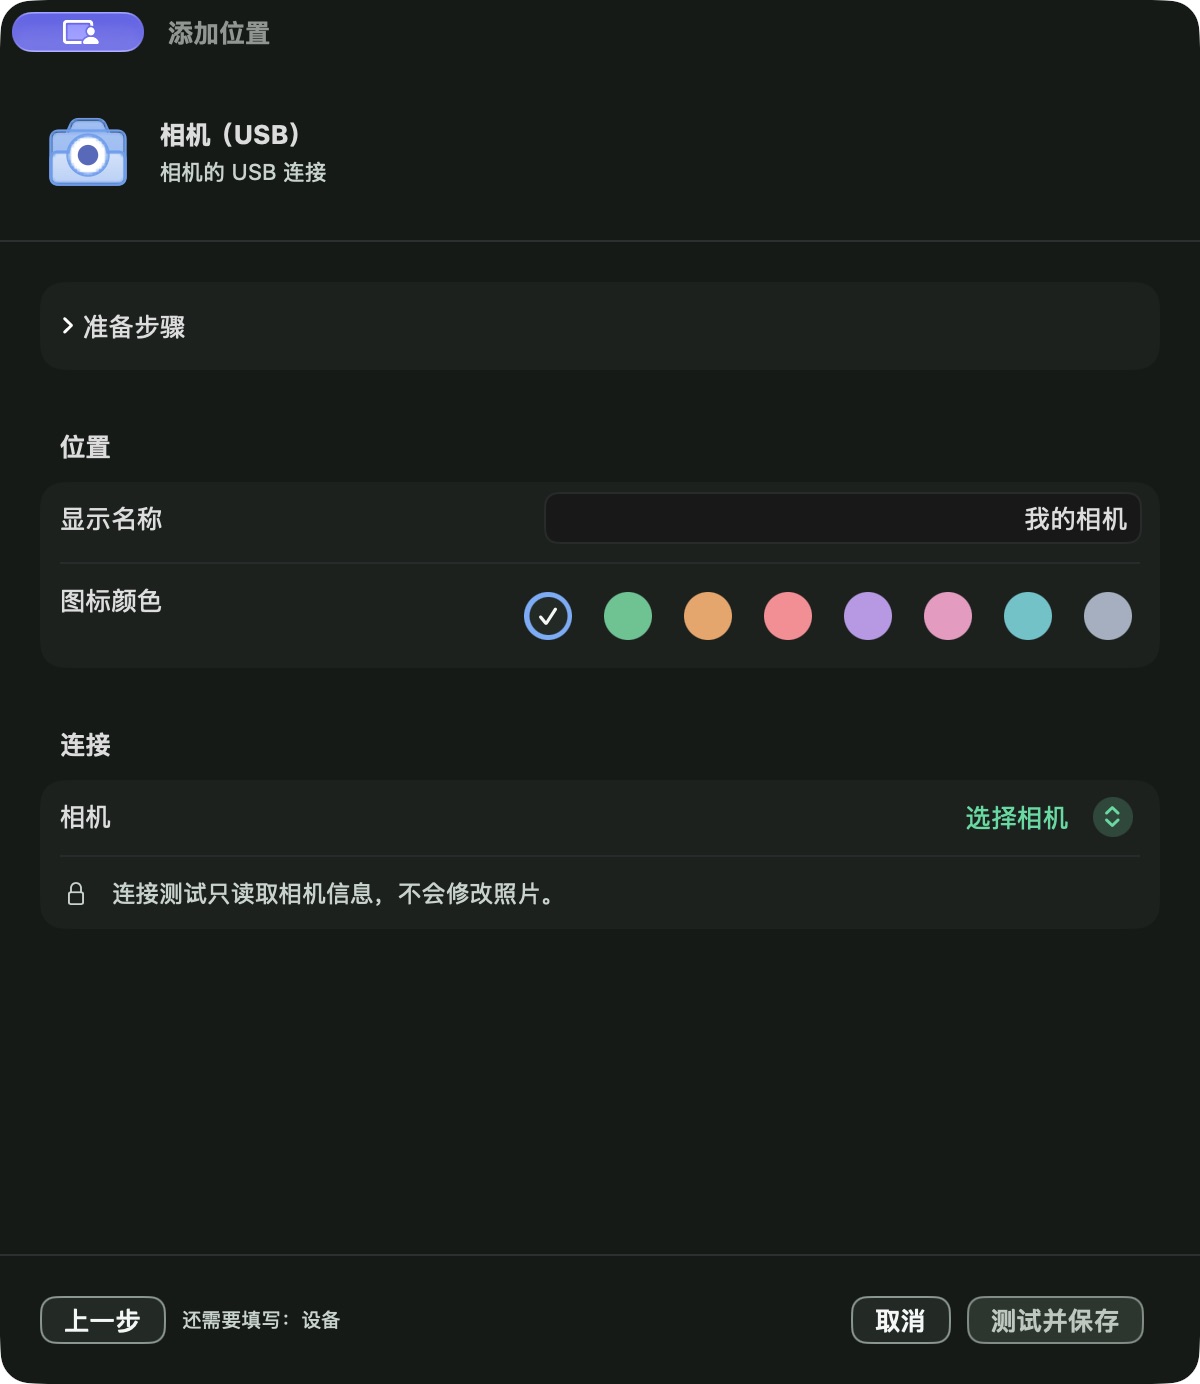 添加位置
相机（USB）
相机的 USB 连接
准备步骤
位置
显示名称
我的相机
图标颜色
连接
相机
选择相机
连接测试只读取相机信息，不会修改照片。
上一步
还需要填写：设备
取消
测试并保存